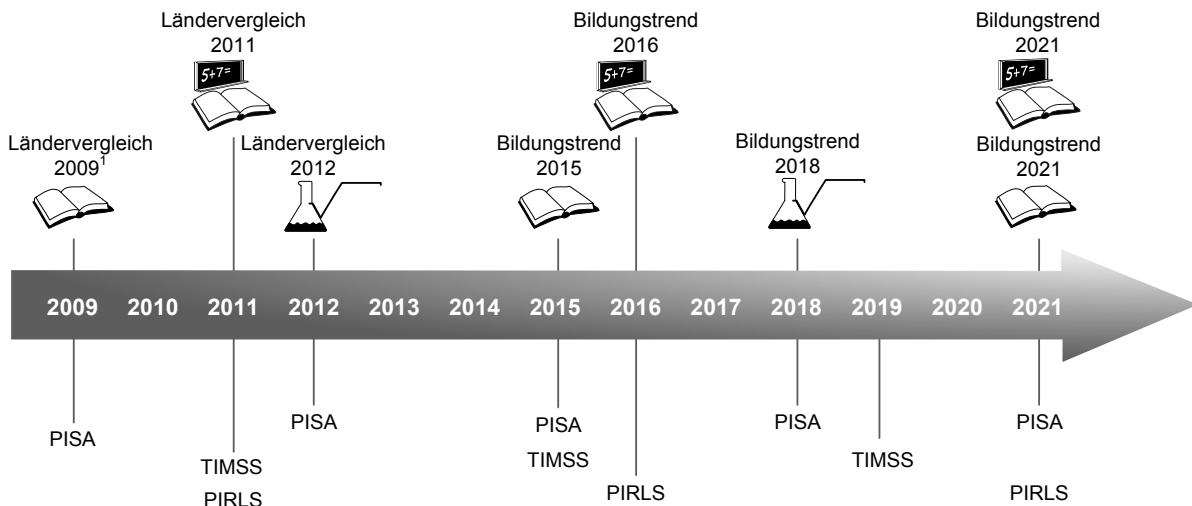 Ländervergleich
2011
5+7=
Bildungstrend
2016
5+7=
Bildungstrend
2021
5+7=
Ländervergleich
2009¹
Ländervergleich
2012
Bildungstrend
2015
Bildungstrend
2018
Bildungstrend
2021
2009 2010 2011 2012 2013 2014 2015 2016 2017 2018 2019 2020 2021
PISA
PISA
PISA
PISA
PISA
TIMSS
TIMSS
TIMSS
PIRLS
PIRLS
PIRLS